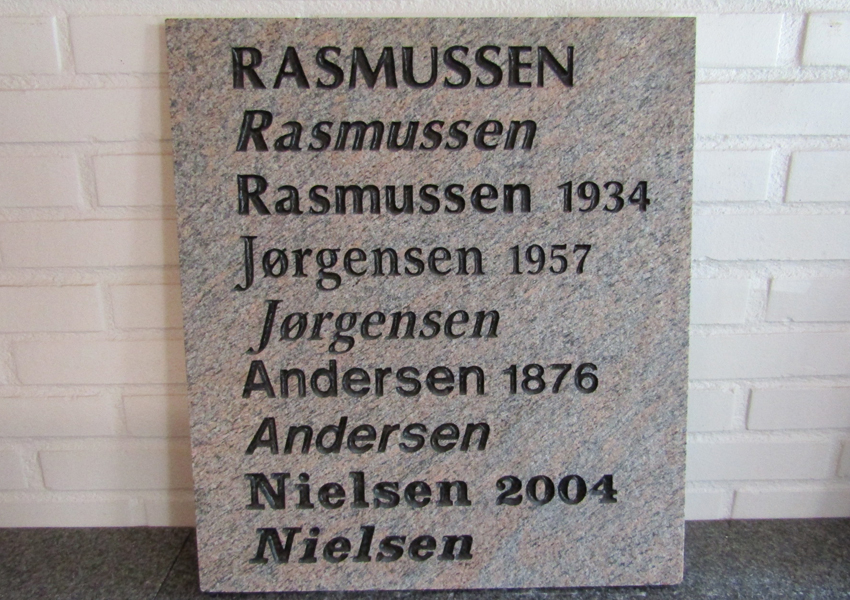 RASMUSSEN
Rasmussen
Rasmussen 1934
Jørgensen 1957
Jørgensen
Andersen 1876
Andersen
Nielsen 2004
Nielsen